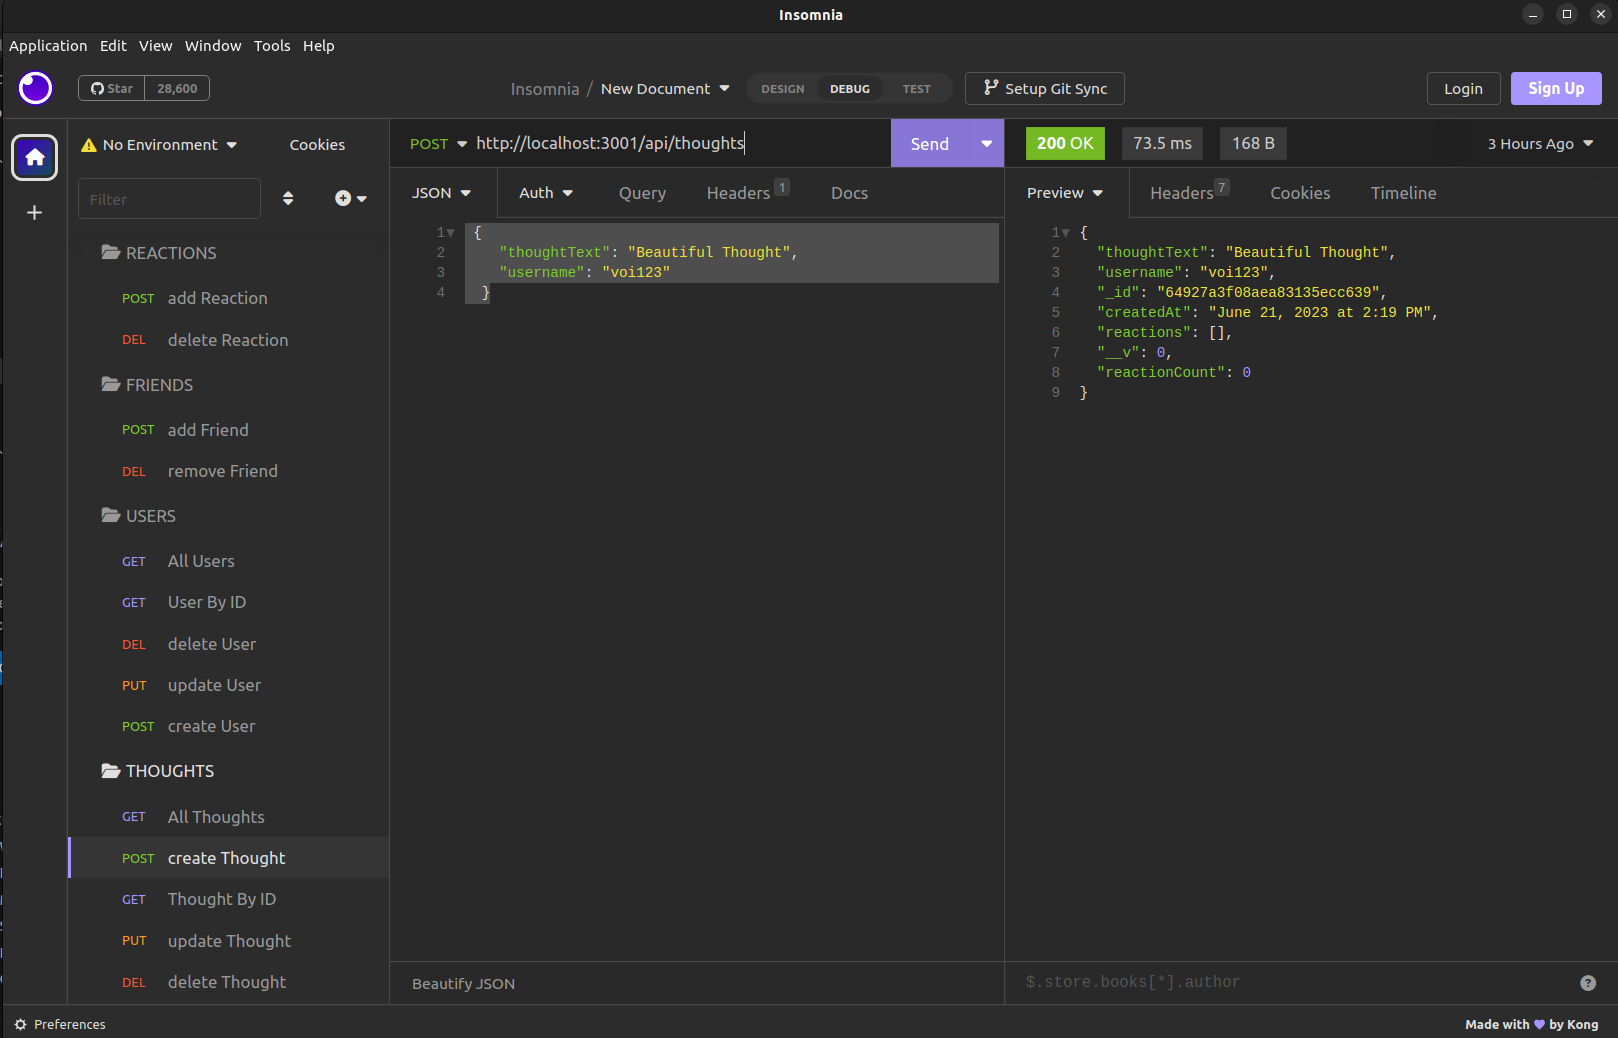 Insomnia
Application Edit View Window Tools Help
Star 28,600
Insomnia / New Document
DESIGN DEBUG TEST
Setup Git Sync
Login
Sign Up
No Environment
Cookies
Filter
REACTIONS
POST add Reaction
DEL delete Reaction
FRIENDS
POST add Friend
DEL remove Friend
USERS
GET All Users
GET User By ID
DEL delete User
PUT update User
POST create User
THOUGHTS
GET All Thoughts
POST create Thought
GET Thought By ID
PUT update Thought
DEL delete Thought
POST http://localhost:3001/api/thoughts
Send
JSON Auth Query Headers 1 Docs
1 {
2 "thoughtText": "Beautiful Thought",
3 "username": "voi123"
4 }
Beautify JSON
200 OK 73.5 ms 168 B 3 Hours Ago
Preview Headers 7 Cookies Timeline
1 {
2 "thoughtText": "Beautiful Thought",
3 "username": "voi123",
4 "_id": "64927a3f08aea83135ecc639",
5 "createdAt": "June 21, 2023 at 2:19 PM",
6 "reactions": [],
7 "__v": 0,
8 "reactionCount": 0
9 }
$.store.books[*].author
?
Preferences
Made with 💜 by Kong